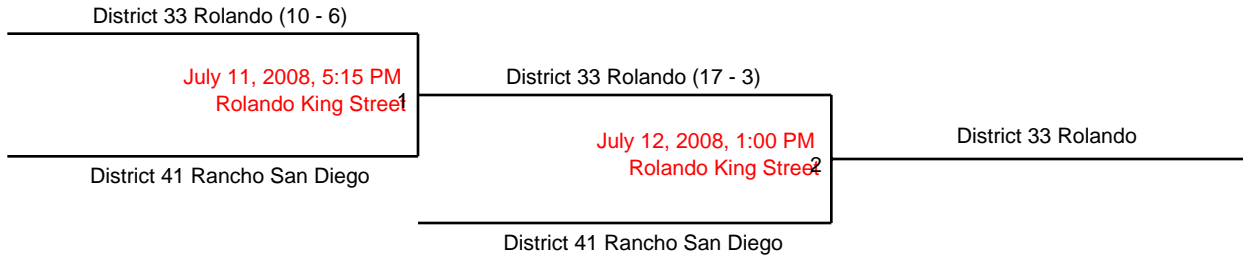 District 33 Rolando (10 - 6)
July 11, 2008, 5:15 PM
Rolando King Street
1
District 41 Rancho San Diego
District 33 Rolando (17 - 3)
July 12, 2008, 1:00 PM
Rolando King Street
2
District 41 Rancho San Diego
District 33 Rolando